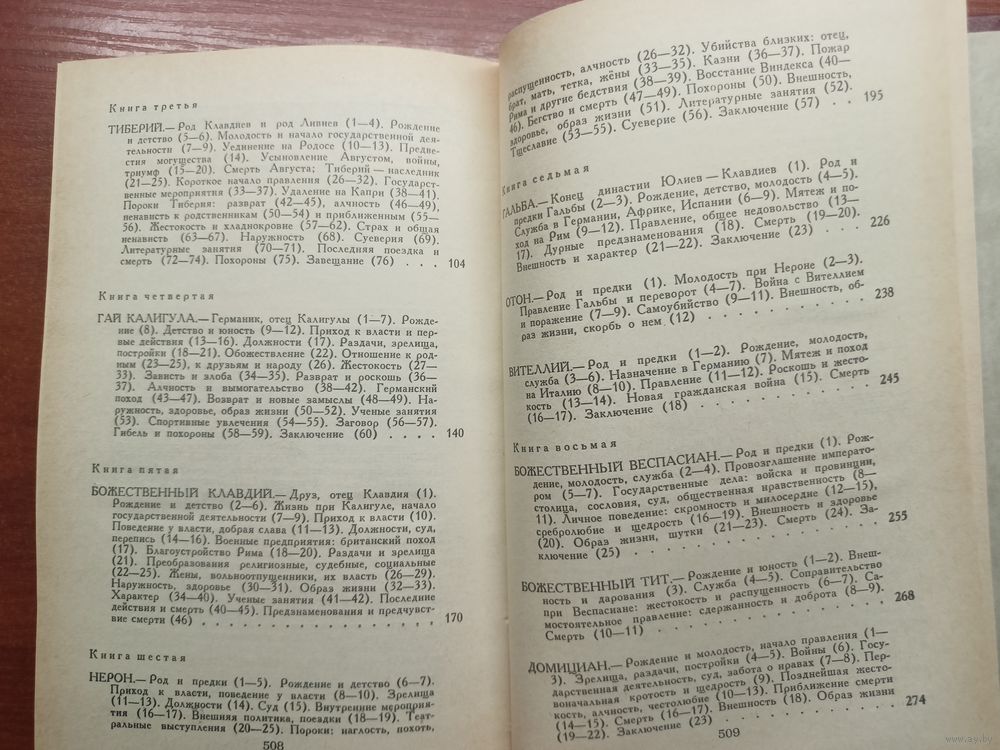 Книга третья
ТИБЕРИЙ.— Род Клавдиев и род Ливиев (1—4). Рождение
и детство (5—6). Молодость и начало государственной дея-
тельности (7—9). Уединение на Родосе (10—13). Предве-
стия могущества (14). Усыновление Августом, войны,
триумф (15—20). Смерть Августа; Тиберий — наследник
(21—25). Короткое начало правления (26—32). Государст-
венные мероприятия (33—37). Удаление на Капри (38—41).
Пороки Тиберия: разврат (42—45), алчность (46—49),
ненависть к родственникам (50—54) и приближенным (55—
56). Жестокость и хладнокровие (57—62). Страх и общая
ненависть (63—67). Наружность (68). Суеверия (69).
Литературные занятия (70—71). Последняя поездка и
смерть (72—74). Похороны (75). Завещание (76) . . . 104
Книга четвертая
ГАЙ КАЛИГУЛА.— Германик, отец Калигулы (1—7). Рожде-
ние (8). Детство и юность (9—12). Приход к власти и пер-
вые действия (13—16). Должности (17). Раздачи, зрелища,
постройки (18—21). Обожествление (22). Отношение к род-
ным (23—25), к друзьям и народу (26). Жестокость (27—
33). Зависть и злоба (34—35). Разврат и роскошь (36—
37). Алчность и вымогательство (38—42). Германский
поход (43—47). Возврат и новые замыслы (48—49). На-
ружность, здоровье, образ жизни (50—52). Ученые занятия
(53). Спортивные увлечения (54—55). Заговор (56—57).
Гибель и похороны (58—59). Заключение (60) . . . . 140
Книга пятая
БОЖЕСТВЕННЫЙ КЛАВДИЙ.— Друз, отец Клавдия (1).
Рождение и детство (2—6). Жизнь при Калигуле, начало
государственной деятельности (7—9). Приход к власти (10).
Поведение у власти, добрая слава (11—13). Должности, суд,
перепись (14—16). Военные предприятия: британский поход
(17). Благоустройство Рима (18—20). Раздачи и зрелища
(21). Преобразования религиозные, судебные, социальные
(22—25). Жены, вольноотпущенники, их власть (26—29).
Наружность, здоровье (30—31). Образ жизни (32—33).
Характер (34—40). Ученые занятия (41—42). Последние
действия и смерть (40—45). Предзнаменования и предчувст-
вие смерти (46) . . . . . . . . . . . . . . 170
Книга шестая
НЕРОН.— Род и предки (1—5). Рождение и детство (6—7).
Приход к власти, поведение у власти (8—10). Зрелища
(11—13). Должности (14). Суд (15). Внутренние мероприя-
тия (16—17). Внешняя политика, поездки (18—19). Теат-
ральные выступления (20—25). Пороки: наглость, похоть,
508
распущенность, алчность (26—32). Убийства близких: отец,
брат, мать, тетка, жёны (33—35). Казни (36—37). Пожар
Рима и другие бедствия (38—39). Восстание Виндекса (40—
46). Бегство и смерть (47—49). Похороны (50). Внешность,
здоровье, образ жизни (51). Литературные занятия (52).
Тщеславие (53—55). Суеверие (56). Заключение (57) . . 195
Книга седьмая
ГАЛЬБА.— Конец династии Юлиев — Клавдиев (1). Род и
предки Гальбы (2—3). Рождение, детство, молодость (4—5).
Служба в Германии, Африке, Испании (6—9). Мятеж и по-
ход на Рим (9—12). Правление, общее недовольство (13—
17). Дурные предзнаменования (18). Смерть (19—20).
Внешность и характер (21—22). Заключение (23) . . . 226
ОТОН.— Род и предки (1). Молодость при Нероне (2—3).
Правление Гальбы и переворот (4—7). Война с Вителлием
и поражение (7—9). Самоубийство (9—11). Внешность, об-
раз жизни, скорбь о нем (12) . . . . . . . . . 238
ВИТЕЛЛИЙ.— Род и предки (1—2). Рождение, молодость,
служба (3—6). Назначение в Германию (7). Мятеж и поход
на Италию (8—10). Правление (11—12). Роскошь и жесто-
кость (13—14). Новая гражданская война (15). Смерть
(16—17). Заключение (18) . . . . . . . . . . 245
Книга восьмая
БОЖЕСТВЕННЫЙ ВЕСПАСИАН.— Род и предки (1). Рож-
дение, молодость, служба (2—4). Провозглашение императо-
ром (5—7). Государственные дела: войска и провинции,
столица, сословия, суд, общественная нравственность (8—
11). Личное поведение: скромность и милосердие (12—15),
сребролюбие и щедрость (16—19). Внешность и здоровье
(20). Образ жизни, шутки (21—23). Смерть (24). За-
ключение (25) . . . . . . . . . . . . . . 255
БОЖЕСТВЕННЫЙ ТИТ.— Рождение и юность (1—2). Внеш-
ность и дарования (3). Служба (4—5). Соправительство
при Веспасиане: жестокость и распущенность (6—7). Са-
мостоятельное правление: сдержанность и доброта (8—9).
Смерть (10—11) . . . . . . . . . . . . . 268
ДОМИЦИАН.— Рождение и молодость, начало правления (1—
3). Зрелища, раздачи, постройки (4—5). Войны (6). Госу-
дарственная деятельность, суд, забота о нравах (7—8). Пер-
воначальная кротость и щедрость (9). Позднейшая жесто-
кость, алчность, честолюбие (10—13). Приближение смерти
(14—15). Смерть (16—17). Внешность (18). Образ жизни
(19—22). Заключение (23) . . . . . . . . . . 274
509
www.ay.by